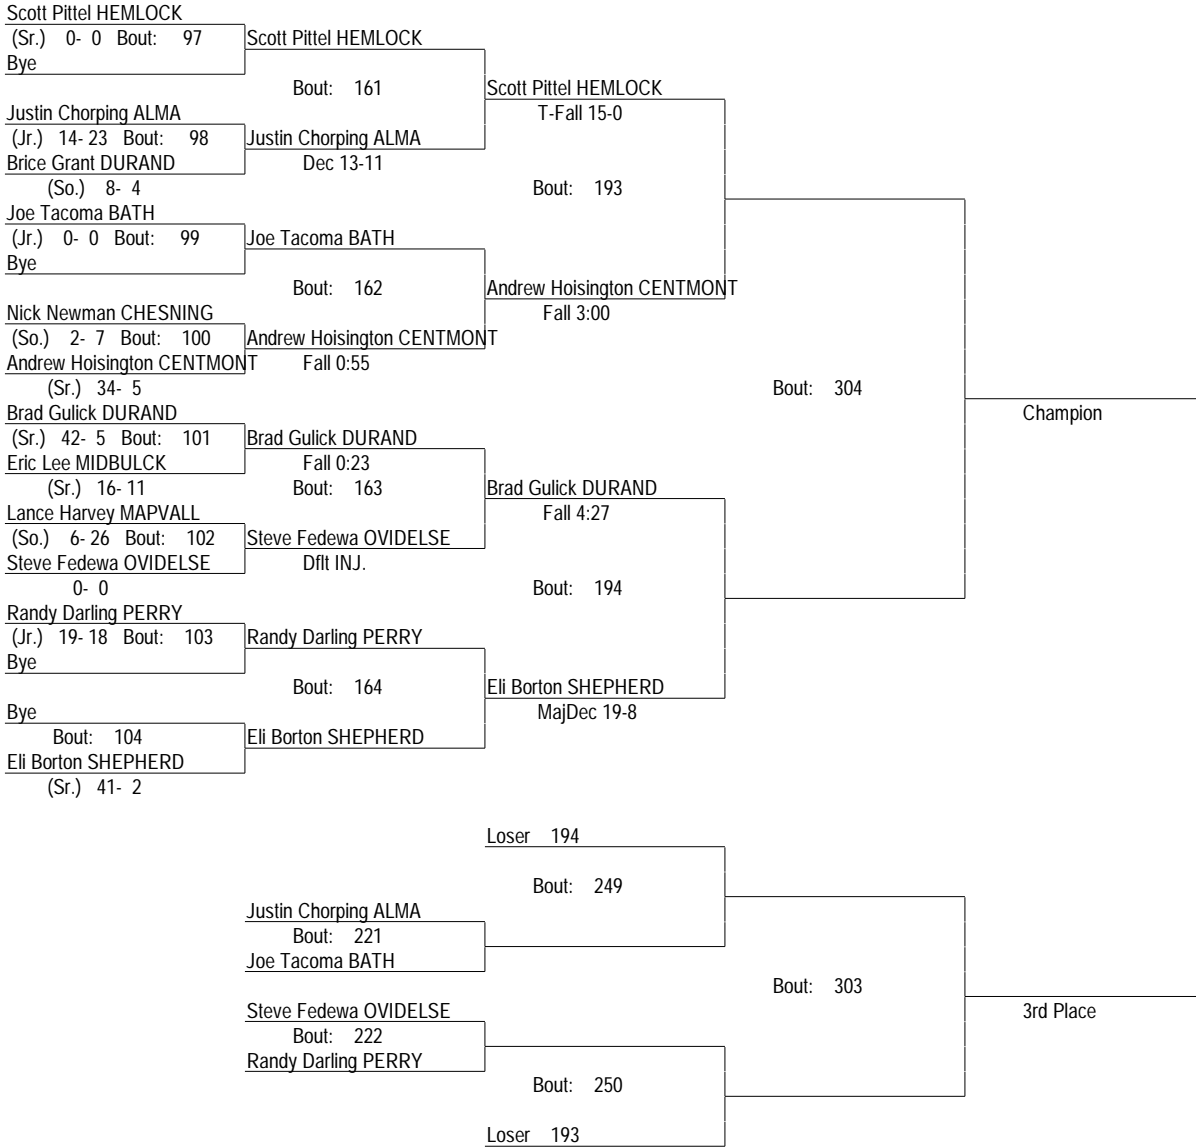 Scott Pittel HEMLOCK
(Sr.) 0- 0 Bout: 97 Scott Pittel HEMLOCK
Bye
Bout: 161 Scott Pittel HEMLOCK
Justin Chorping ALMA T-Fall 15-0
(Jr.) 14- 23 Bout: 98 Justin Chorping ALMA
Brice Grant DURAND Dec 13-11
(So.) 8- 4 Bout: 193
Joe Tacoma BATH
(Jr.) 0- 0 Bout: 99 Joe Tacoma BATH
Bye
Bout: 162 Andrew Hoisington CENTMONT
Nick Newman CHESNING Fall 3:00
(So.) 2- 7 Bout: 100 Andrew Hoisington CENTMONT
Andrew Hoisington CENTMONT Fall 0:55
(Sr.) 34- 5 Bout: 304
Brad Gulick DURAND Champion
(Sr.) 42- 5 Bout: 101 Brad Gulick DURAND
Eric Lee MIDBULCK Fall 0:23
(Sr.) 16- 11 Bout: 163 Brad Gulick DURAND
Lance Harvey MAPVALL Fall 4:27
(So.) 6- 26 Bout: 102 Steve Fedewa OVIDELSE
Steve Fedewa OVIDELSE Dflt INJ.
0- 0 Bout: 194
Randy Darling PERRY
(Jr.) 19- 18 Bout: 103 Randy Darling PERRY
Bye
Bout: 164 Eli Borton SHEPHERD
Bye MajDec 19-8
Bout: 104 Eli Borton SHEPHERD
Eli Borton SHEPHERD
(Sr.) 41- 2
Loser 194
Bout: 249
Justin Chorping ALMA
Bout: 221
Joe Tacoma BATH
Bout: 303
Steve Fedewa OVIDELSE 3rd Place
Bout: 222
Randy Darling PERRY
Bout: 250
Loser 193